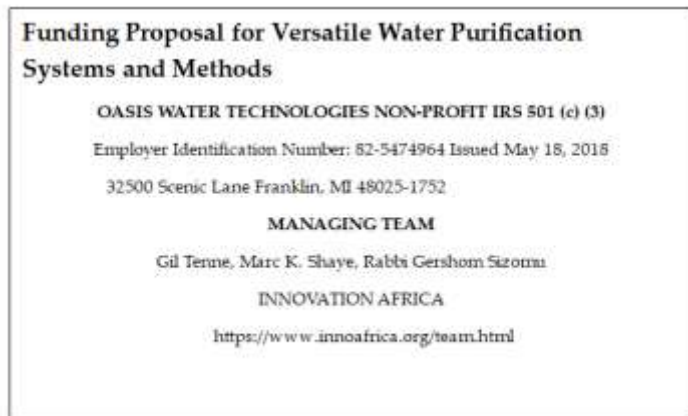 Funding Proposal for Versatile Water Purification
Systems and Methods
OASIS WATER TECHNOLOGIES NON-PROFIT IRS 501 (c) (3)
Employer Identification Number: 82-5474964 Issued May 18, 2018
32500 Scenic Lane Franklin, MI 48025-1752
MANAGING TEAM
Gil Tenne, Marc K. Shaye, Rabbi Gershom Sizomu
INNOVATION AFRICA
https://www.innoafrica.org/team.html